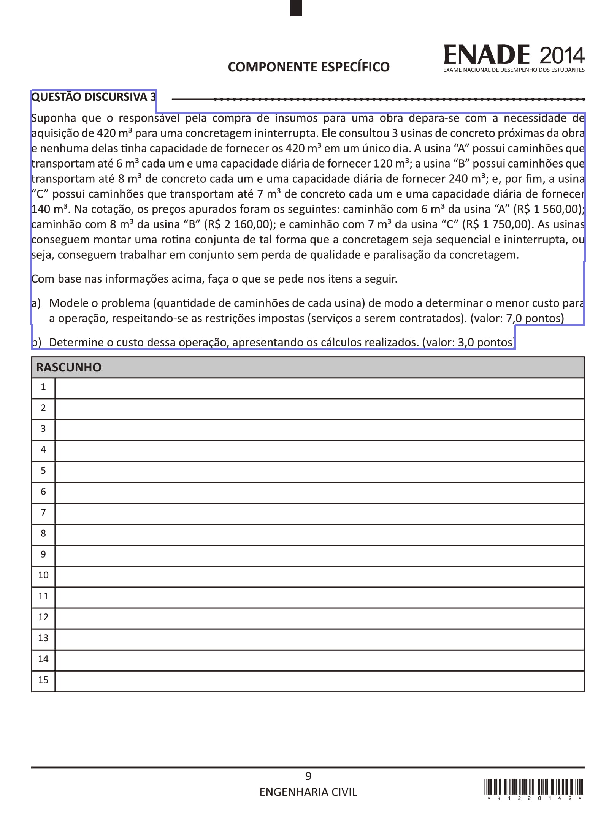 ENADE 2014
EXAME NACIONAL DE DESEMPENHO DOS ESTUDANTES
COMPONENTE ESPECÍFICO
QUESTÃO DISCURSIVA 3
Suponha que o responsável pela compra de insumos para uma obra depara-se com a necessidade de
aquisição de 420 m³ para uma concretagem ininterrupta. Ele consultou 3 usinas de concreto próximas da obra
e nenhuma delas tinha capacidade de fornecer os 420 m³ em um único dia. A usina “A” possui caminhões que
transportam até 6 m³ cada um e uma capacidade diária de fornecer 120 m³; a usina “B” possui caminhões que
transportam até 8 m³ de concreto cada um e uma capacidade diária de fornecer 240 m³; e, por fim, a usina
“C” possui caminhões que transportam até 7 m³ de concreto cada um e uma capacidade diária de fornecer
140 m³. Na cotação, os preços apurados foram os seguintes: caminhão com 6 m³ da usina “A” (R$ 1 560,00);
caminhão com 8 m³ da usina “B” (R$ 2 160,00); e caminhão com 7 m³ da usina “C” (R$ 1 750,00). As usinas
conseguem montar uma rotina conjunta de tal forma que a concretagem seja sequencial e ininterrupta, ou
seja, conseguem trabalhar em conjunto sem perda de qualidade e paralisação da concretagem.
Com base nas informações acima, faça o que se pede nos itens a seguir.
a) Modele o problema (quantidade de caminhões de cada usina) de modo a determinar o menor custo para
a operação, respeitando-se as restrições impostas (serviços a serem contratados). (valor: 7,0 pontos)
b) Determine o custo dessa operação, apresentando os cálculos realizados. (valor: 3,0 pontos)
RASCUNHO
1
2
3
4
5
6
7
8
9
10
11
12
13
14
15
9
ENGENHARIA CIVIL